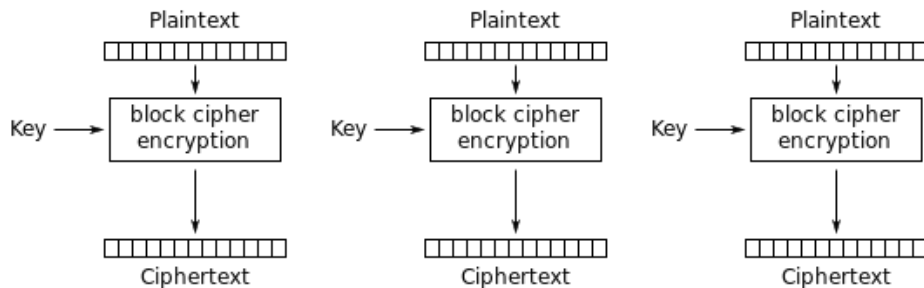 Plaintext Plaintext Plaintext
Key block cipher encryption Key block cipher encryption Key block cipher encryption
Ciphertext Ciphertext Ciphertext